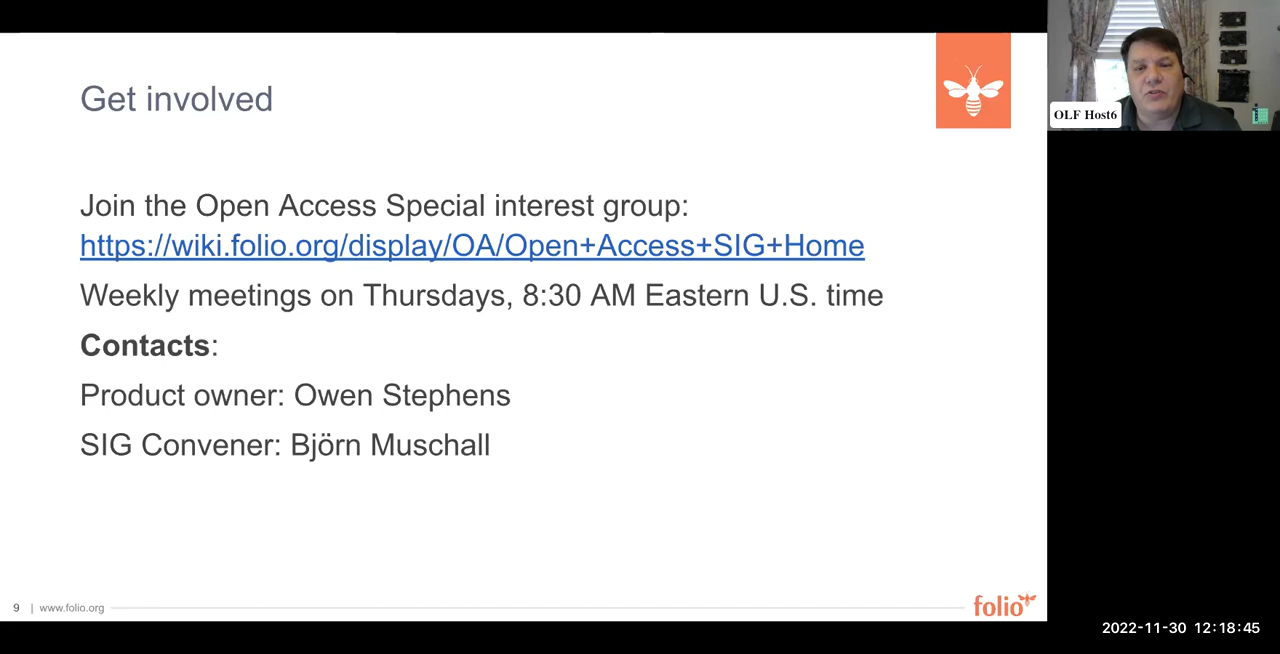 Get involved
OLF Host6
Join the Open Access Special interest group:
https://wiki.folio.org/display/OA/Open+Access+SIG+Home
Weekly meetings on Thursdays, 8:30 AM Eastern U.S. time
Contacts:
Product owner: Owen Stephens
SIG Convener: Björn Muschall
9 | www.folio.org
folio
2022-11-30 12:18:45